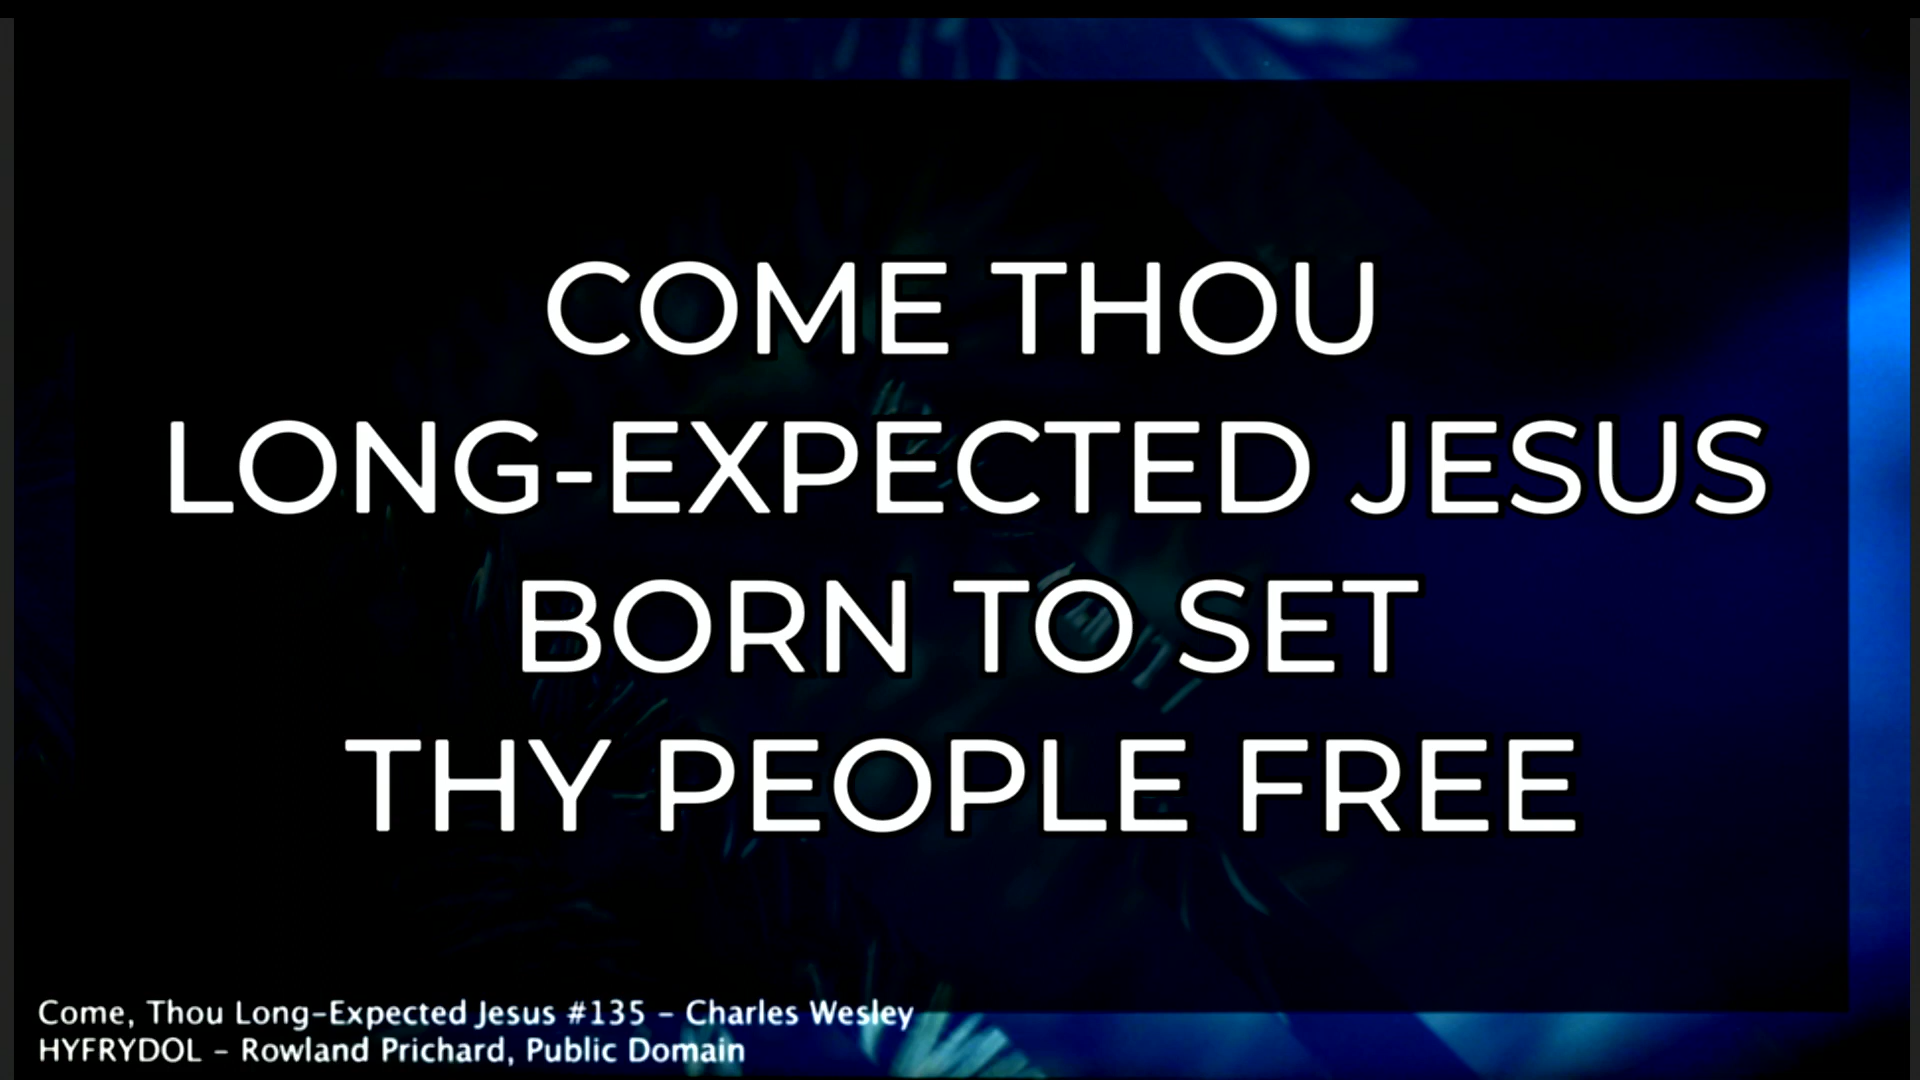 COME THOU
LONG-EXPECTED JESUS
BORN TO SET
THY PEOPLE FREE
Come, Thou Long-Expected Jesus #135 - Charles Wesley
HYFRYDOL - Rowland Prichard, Public Domain